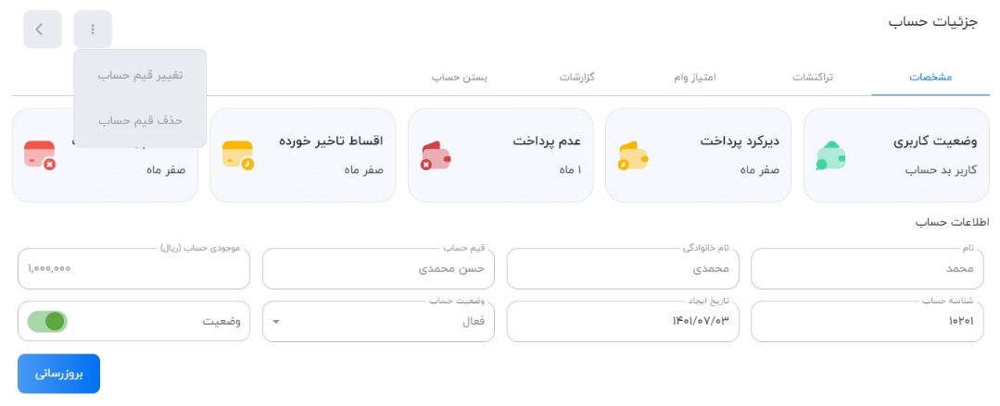 جزئیات حساب
مشخصات
تراکنشات
امتیاز وام
گزارشات
بستن حساب
تغییر قیم حساب
حذف قیم حساب
وضعیت کاربری
کاربر بد حساب
دیرکرد پرداخت
صفر ماه
عدم پرداخت
۱ ماه
اقساط تاخیر خورده
صفر ماه
صفر ماه
اطلاعات حساب
نام
محمد
نام خانوادگی
محمدی
قیم حساب
حسن محمدی
موجودی حساب (ریال)
۱,۰۰۰,۰۰۰
شناسه حساب
۱۰۲۰۱
تاریخ ایجاد
۱۴۰۱/۰۷/۰۳
وضعیت حساب
فعال
وضعیت
بروزرسانی